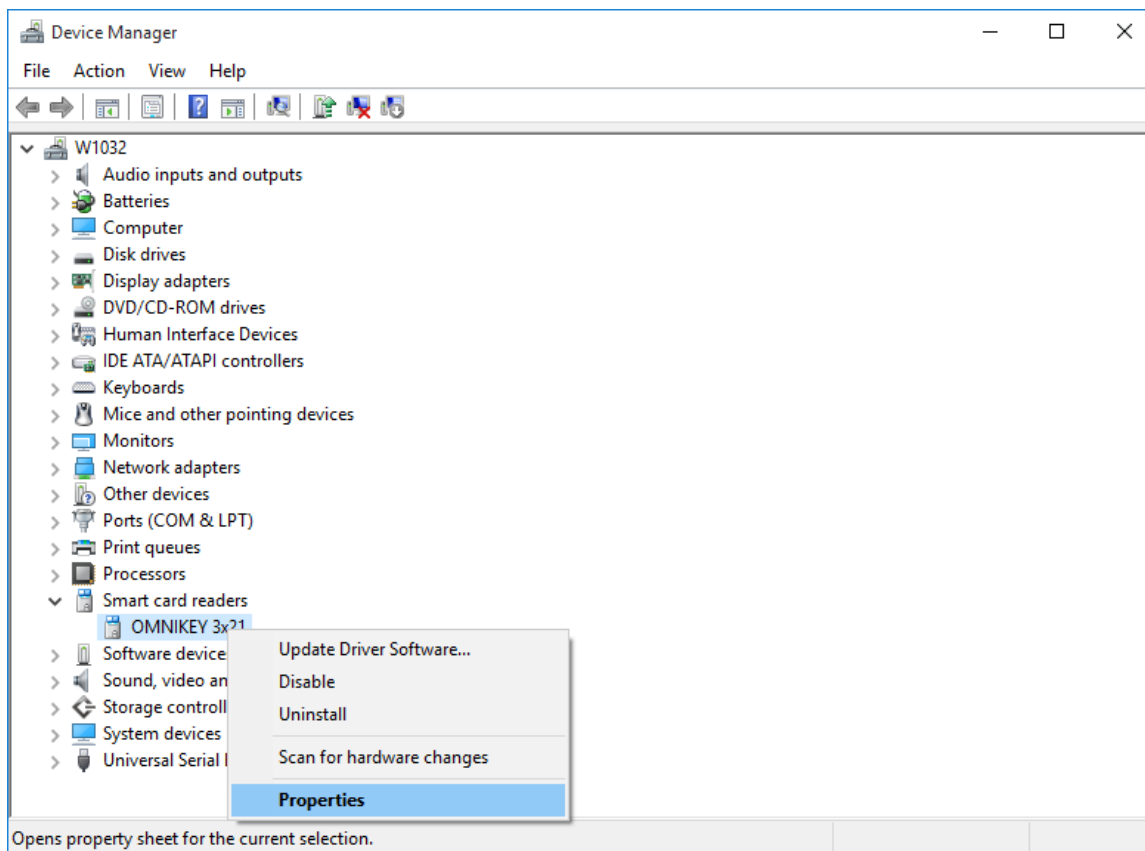 Device Manager
File Action View Help
W1032
Audio inputs and outputs
Batteries
Computer
Disk drives
Display adapters
DVD/CD-ROM drives
Human Interface Devices
IDE ATA/ATAPI controllers
Keyboards
Mice and other pointing devices
Monitors
Network adapters
Other devices
Ports (COM & LPT)
Print queues
Processors
Smart card readers
OMNIKEY 3x21
Software device
Sound, video an
Storage controll
System devices
Universal Serial
Update Driver Software...
Disable
Uninstall
Scan for hardware changes
Properties
Opens property sheet for the current selection.